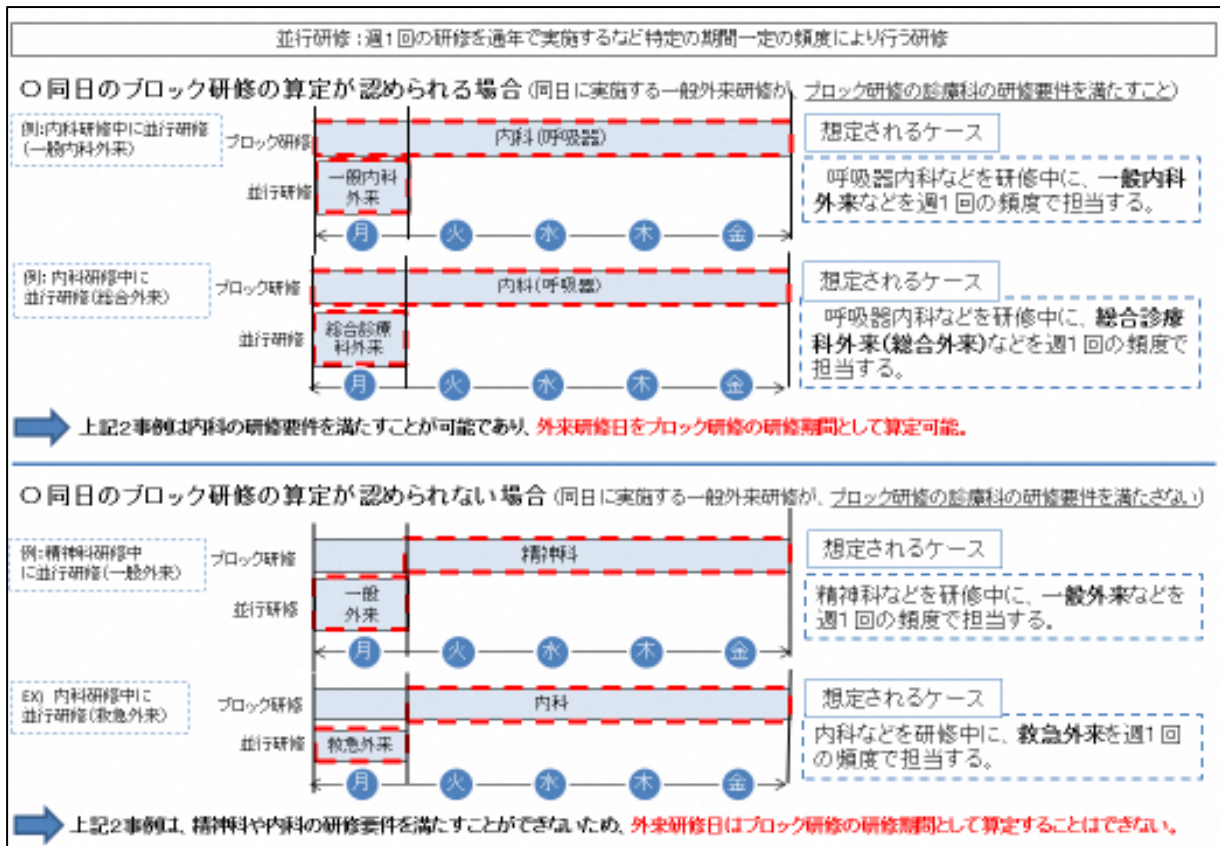 並行研修：週1回の研修を通年で実施するなど特定の期間一定の頻度により行う研修
〇同日のブロック研修の算定が認められる場合(同日に実施する一般外来研修が、ブロック研修の診療科の研修要件を満たすこと)
例:内科研修中に並行研修
(一般内科外来)
ブロック研修
内科(呼吸器)
並行研修
一般内科
外来
月 火 水 木 金
想定されるケース
呼吸器内科などを研修中に、一般内科
外来などを週1回の頻度で担当する。
例:内科研修中に
並行研修(総合外来)
ブロック研修
内科(呼吸器)
並行研修
総合診療
科外来
月 火 水 木 金
想定されるケース
呼吸器内科などを研修中に、総合診療
科外来(総合外来)などを週1回の頻度で
担当する。
上記2事例は内科の研修要件を満たすことが可能であり、外来研修日をブロック研修の研修期間として算定可能。
〇同日のブロック研修の算定が認められない場合(同日に実施する一般外来研修が、ブロック研修の診療科の研修要件を満たさない)
例:精神科研修中
に並行研修(一般外来)
ブロック研修
精神科
並行研修
一般
外来
月 火 水 木 金
想定されるケース
精神科などを研修中に、一般外来などを
週1回の頻度で担当する。
EX) 内科研修中に
並行研修(救急外来)
ブロック研修
内科
並行研修
救急外来
月 火 水 木 金
想定されるケース
内科などを研修中に、救急外来を週1回
の頻度で担当する。
上記2事例は、精神科や内科の研修要件を満たすことができないため、外来研修日はブロック研修の研修期間として算定することはできない。